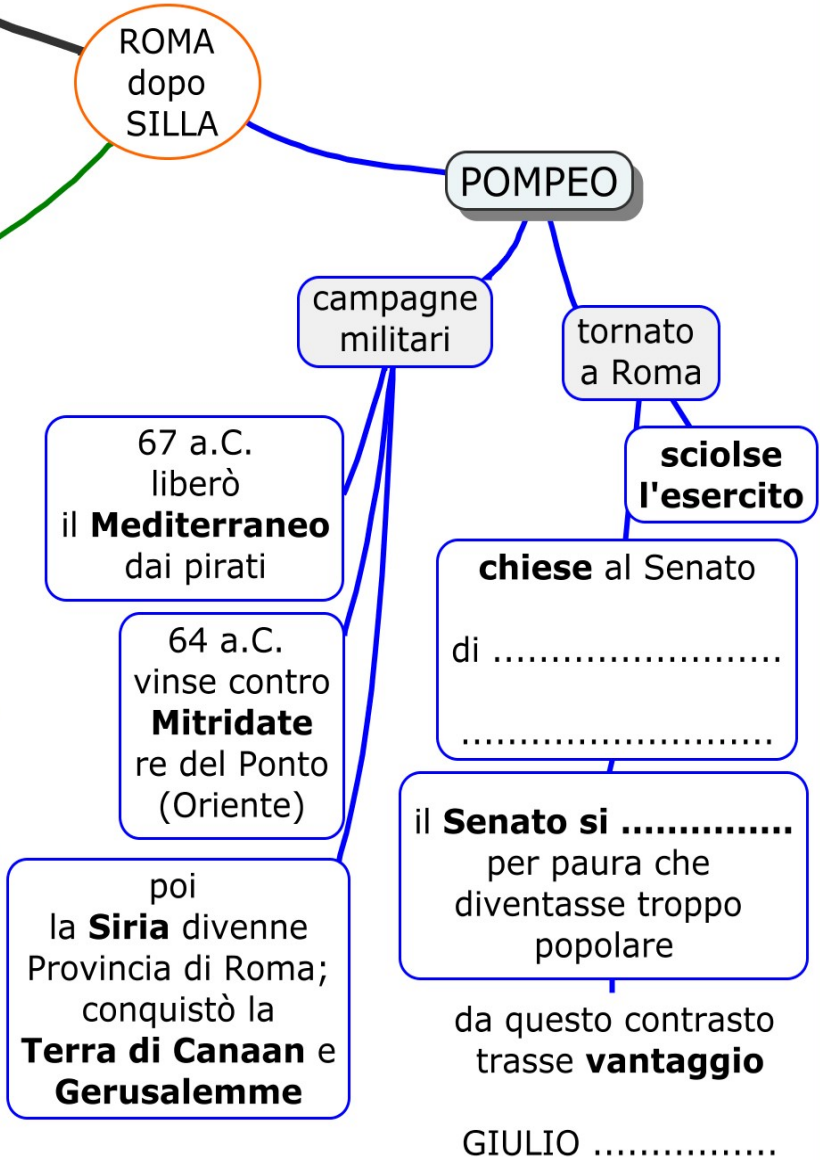 ROMA
dopo
SILLA
POMPEO
campagne
militari
67 a.C.
liberò
il Mediterraneo
dai pirati
64 a.C.
vinse contro
Mitridate
re del Ponto
(Oriente)
poi
la Siria divenne
Provincia di Roma;
conquistò la
Terra di Canaan e
Gerusalemme
tornato
a Roma
sciolse
l'esercito
chiese al Senato
di .........................
...........................
il Senato si ...............
per paura che
diventasse troppo
popolare
da questo contrasto
trasse vantaggio
GIULIO ................